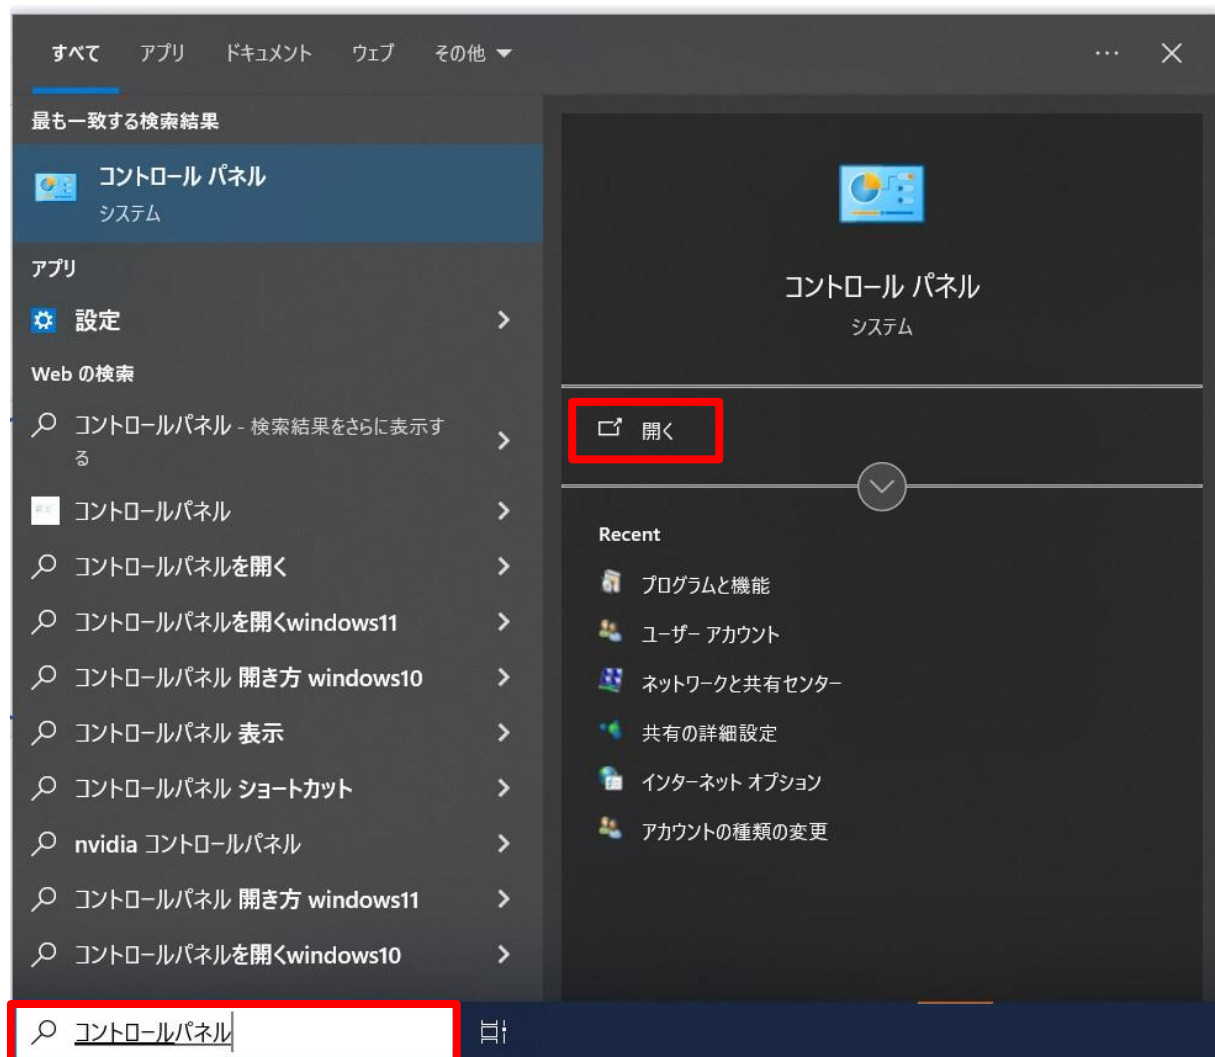 すべて アプリ ドキュメント ウェブ その他
最も一致する検索結果
コントロール パネル
システム
アプリ
設定
Web の検索
コントロールパネル - 検索結果をさらに表示す
る
コントロールパネル
コントロールパネルを開く
コントロールパネルを開くwindows11
コントロールパネル 開き方 windows10
コントロールパネル 表示
コントロールパネル ショートカット
nvidia コントロールパネル
コントロールパネル 開き方 windows11
コントロールパネルを開くwindows10
コントロールパネル
コントロール パネル
システム
開く
Recent
プログラムと機能
ユーザー アカウント
ネットワークと共有センター
共有の詳細設定
インターネット オプション
アカウントの種類の変更